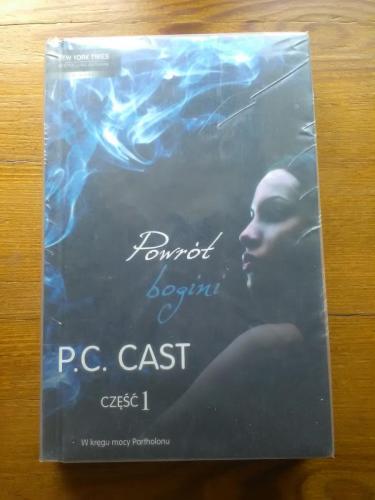 NEW YORK TIMES
Powrót
bogini
P.C. CAST
CZĘŚĆ 1
W kręgu mocy Partholonu